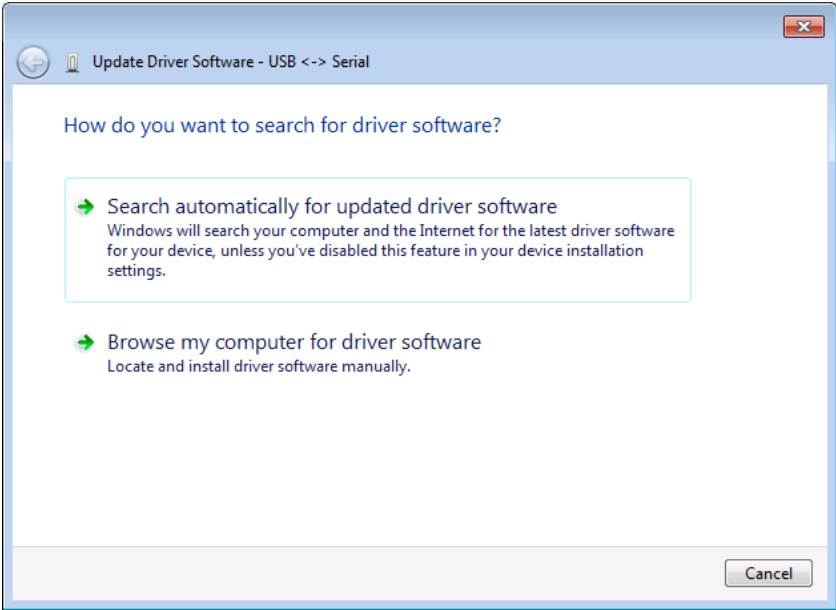 Update Driver Software - USB <-> Serial
How do you want to search for driver software?
Search automatically for updated driver software
Windows will search your computer and the Internet for the latest driver software
for your device, unless you've disabled this feature in your device installation
settings.
Browse my computer for driver software
Locate and install driver software manually.
Cancel